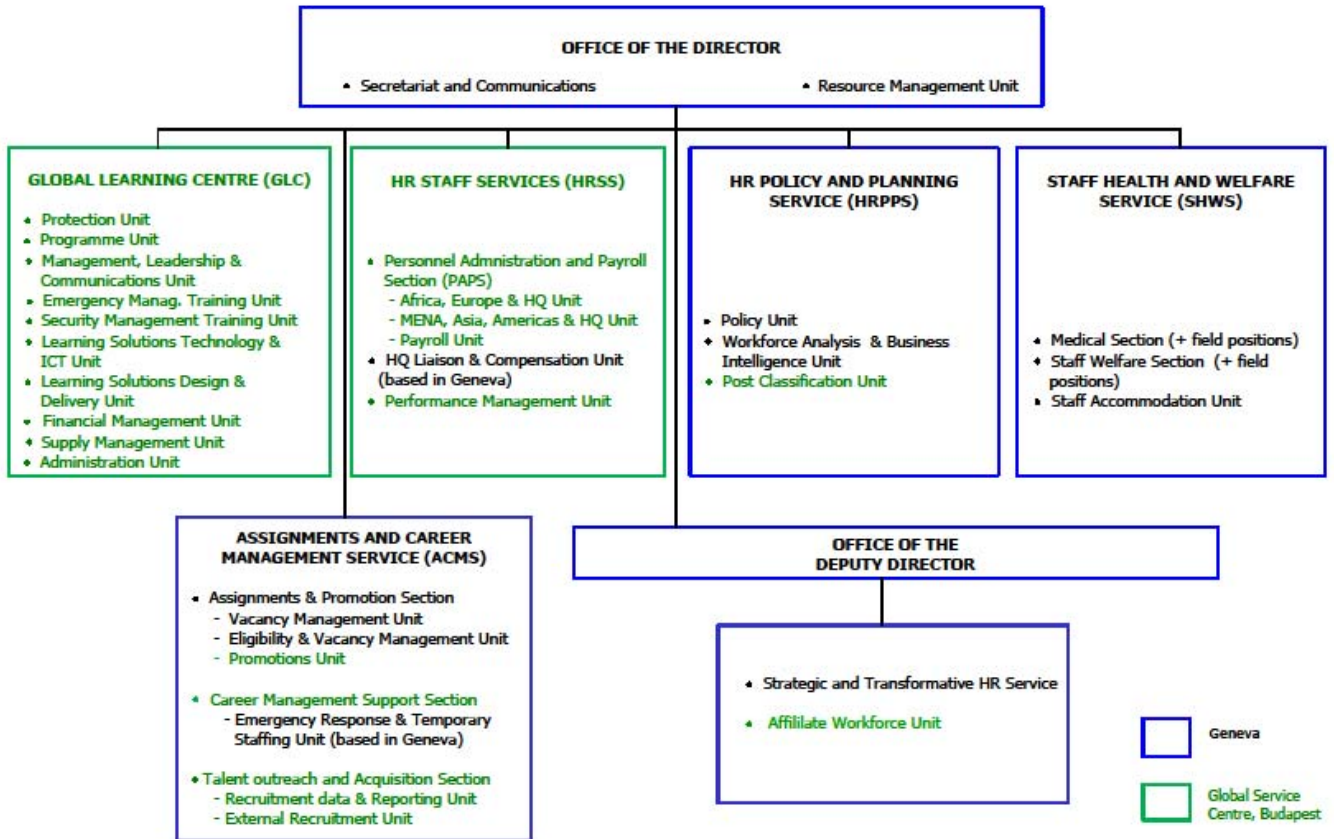 OFFICE OF THE DIRECTOR
• Secretariat and Communications
• Resource Management Unit
GLOBAL LEARNING CENTRE (GLC)
• Protection Unit
• Programme Unit
• Management, Leadership &
Communications Unit
• Emergency Manag. Training Unit
• Security Management Training Unit
• Learning Solutions Technology &
ICT Unit
• Learning Solutions Design &
Delivery Unit
• Financial Management Unit
• Supply Management Unit
• Administration Unit
HR STAFF SERVICES (HRSS)
• Personnel Admnistration and Payroll
Section (PAPS)
- Africa, Europe & HQ Unit
- MENA, Asia, Americas & HQ Unit
- Payroll Unit
• HQ Liaison & Compensation Unit
(based in Geneva)
• Performance Management Unit
HR POLICY AND PLANNING
SERVICE (HRPPS)
• Policy Unit
• Workforce Analysis & Business
Intelligence Unit
• Post Classification Unit
STAFF HEALTH AND WELFARE
SERVICE (SHWS)
• Medical Section (+ field positions)
• Staff Welfare Section (+ field
positions)
• Staff Accommodation Unit
ASSIGNMENTS AND CAREER
MANAGEMENT SERVICE (ACMS)
• Assignments & Promotion Section
- Vacancy Management Unit
- Eligibility & Vacancy Management Unit
- Promotions Unit
• Career Management Support Section
- Emergency Response & Temporary
Staffing Unit (based in Geneva)
• Talent outreach and Acquisition Section
- Recruitment data & Reporting Unit
- External Recruitment Unit
OFFICE OF THE
DEPUTY DIRECTOR
• Strategic and Transformative HR Service
• Affililate Workforce Unit
Geneva
Global Service
Centre, Budapest